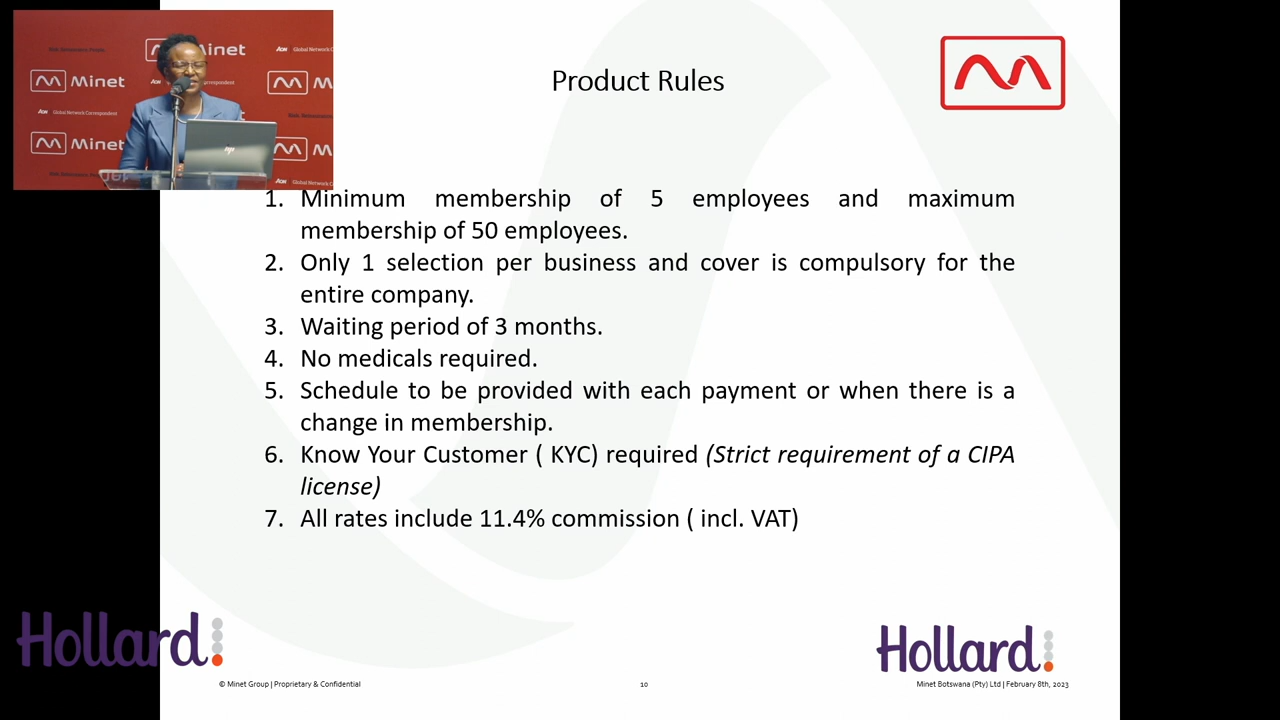 Minet
Minet
Aon Global Network Correspondent
Minet
hp
Product Rules
1. Minimum membership of 5 employees and maximum
membership of 50 employees.
2. Only 1 selection per business and cover is compulsory for the
entire company.
3. Waiting period of 3 months.
4. No medicals required.
5. Schedule to be provided with each payment or when there is a
change in membership.
6. Know Your Customer ( KYC) required (Strict requirement of a CIPA
license)
7. All rates include 11.4% commission ( incl. VAT)
Hollard
Hollard
© Minet Group | Proprietary & Confidential
10
Minet Botswana (Pty) Ltd | February 8th, 2023